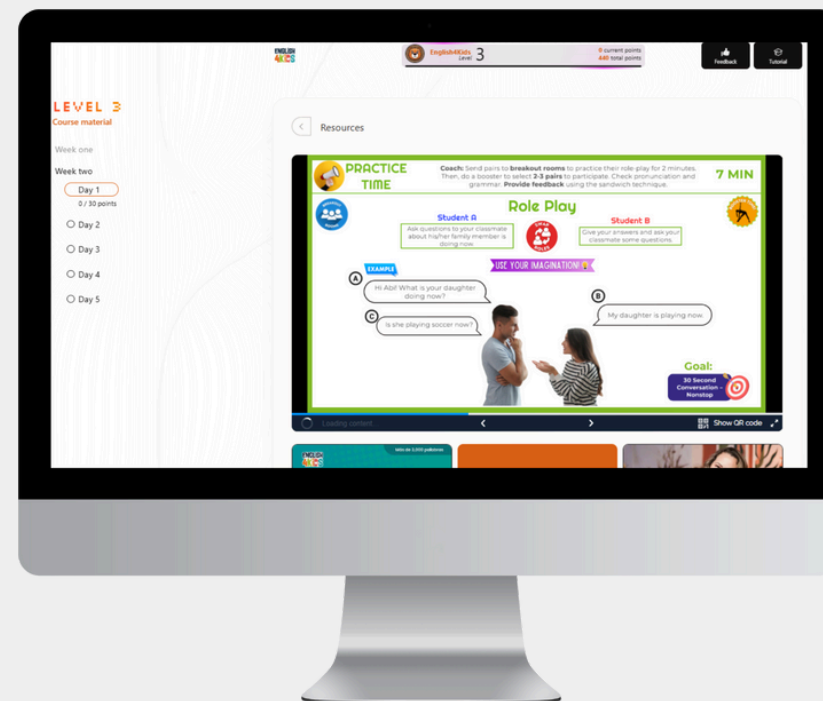 ENGLISH
4KIDS
English4Kids
Level 3
0 current points
440 total points
Feedback
Tutorial
LEVEL 3
Course material
Week one
Week two
Day 1
0 / 30 points
Day 2
Day 3
Day 4
Day 5
Resources
PRACTICE
TIME
Coach: Send pairs to breakout rooms to practice their role-play for 2 minutes.
Then, do a booster to select 2-3 pairs to participate. Check pronunciation and
grammar. Provide feedback using the sandwich technique.
7 MIN
Role Play
Student A
Ask questions to your classmate
about his/her family member is
doing now.
SWAP
ROLES
Student B
Give your answers and ask your
classmate some questions.
USE YOUR IMAGINATION!
EXAMPLE
A
Hi Abi! What is your daughter
doing now?
B
My daughter is playing now.
C
Is she playing soccer now?
Goal:
30 Second
Conversation -
Nonstop
Loading content...
Show QR code
ENGLISH
4KICS